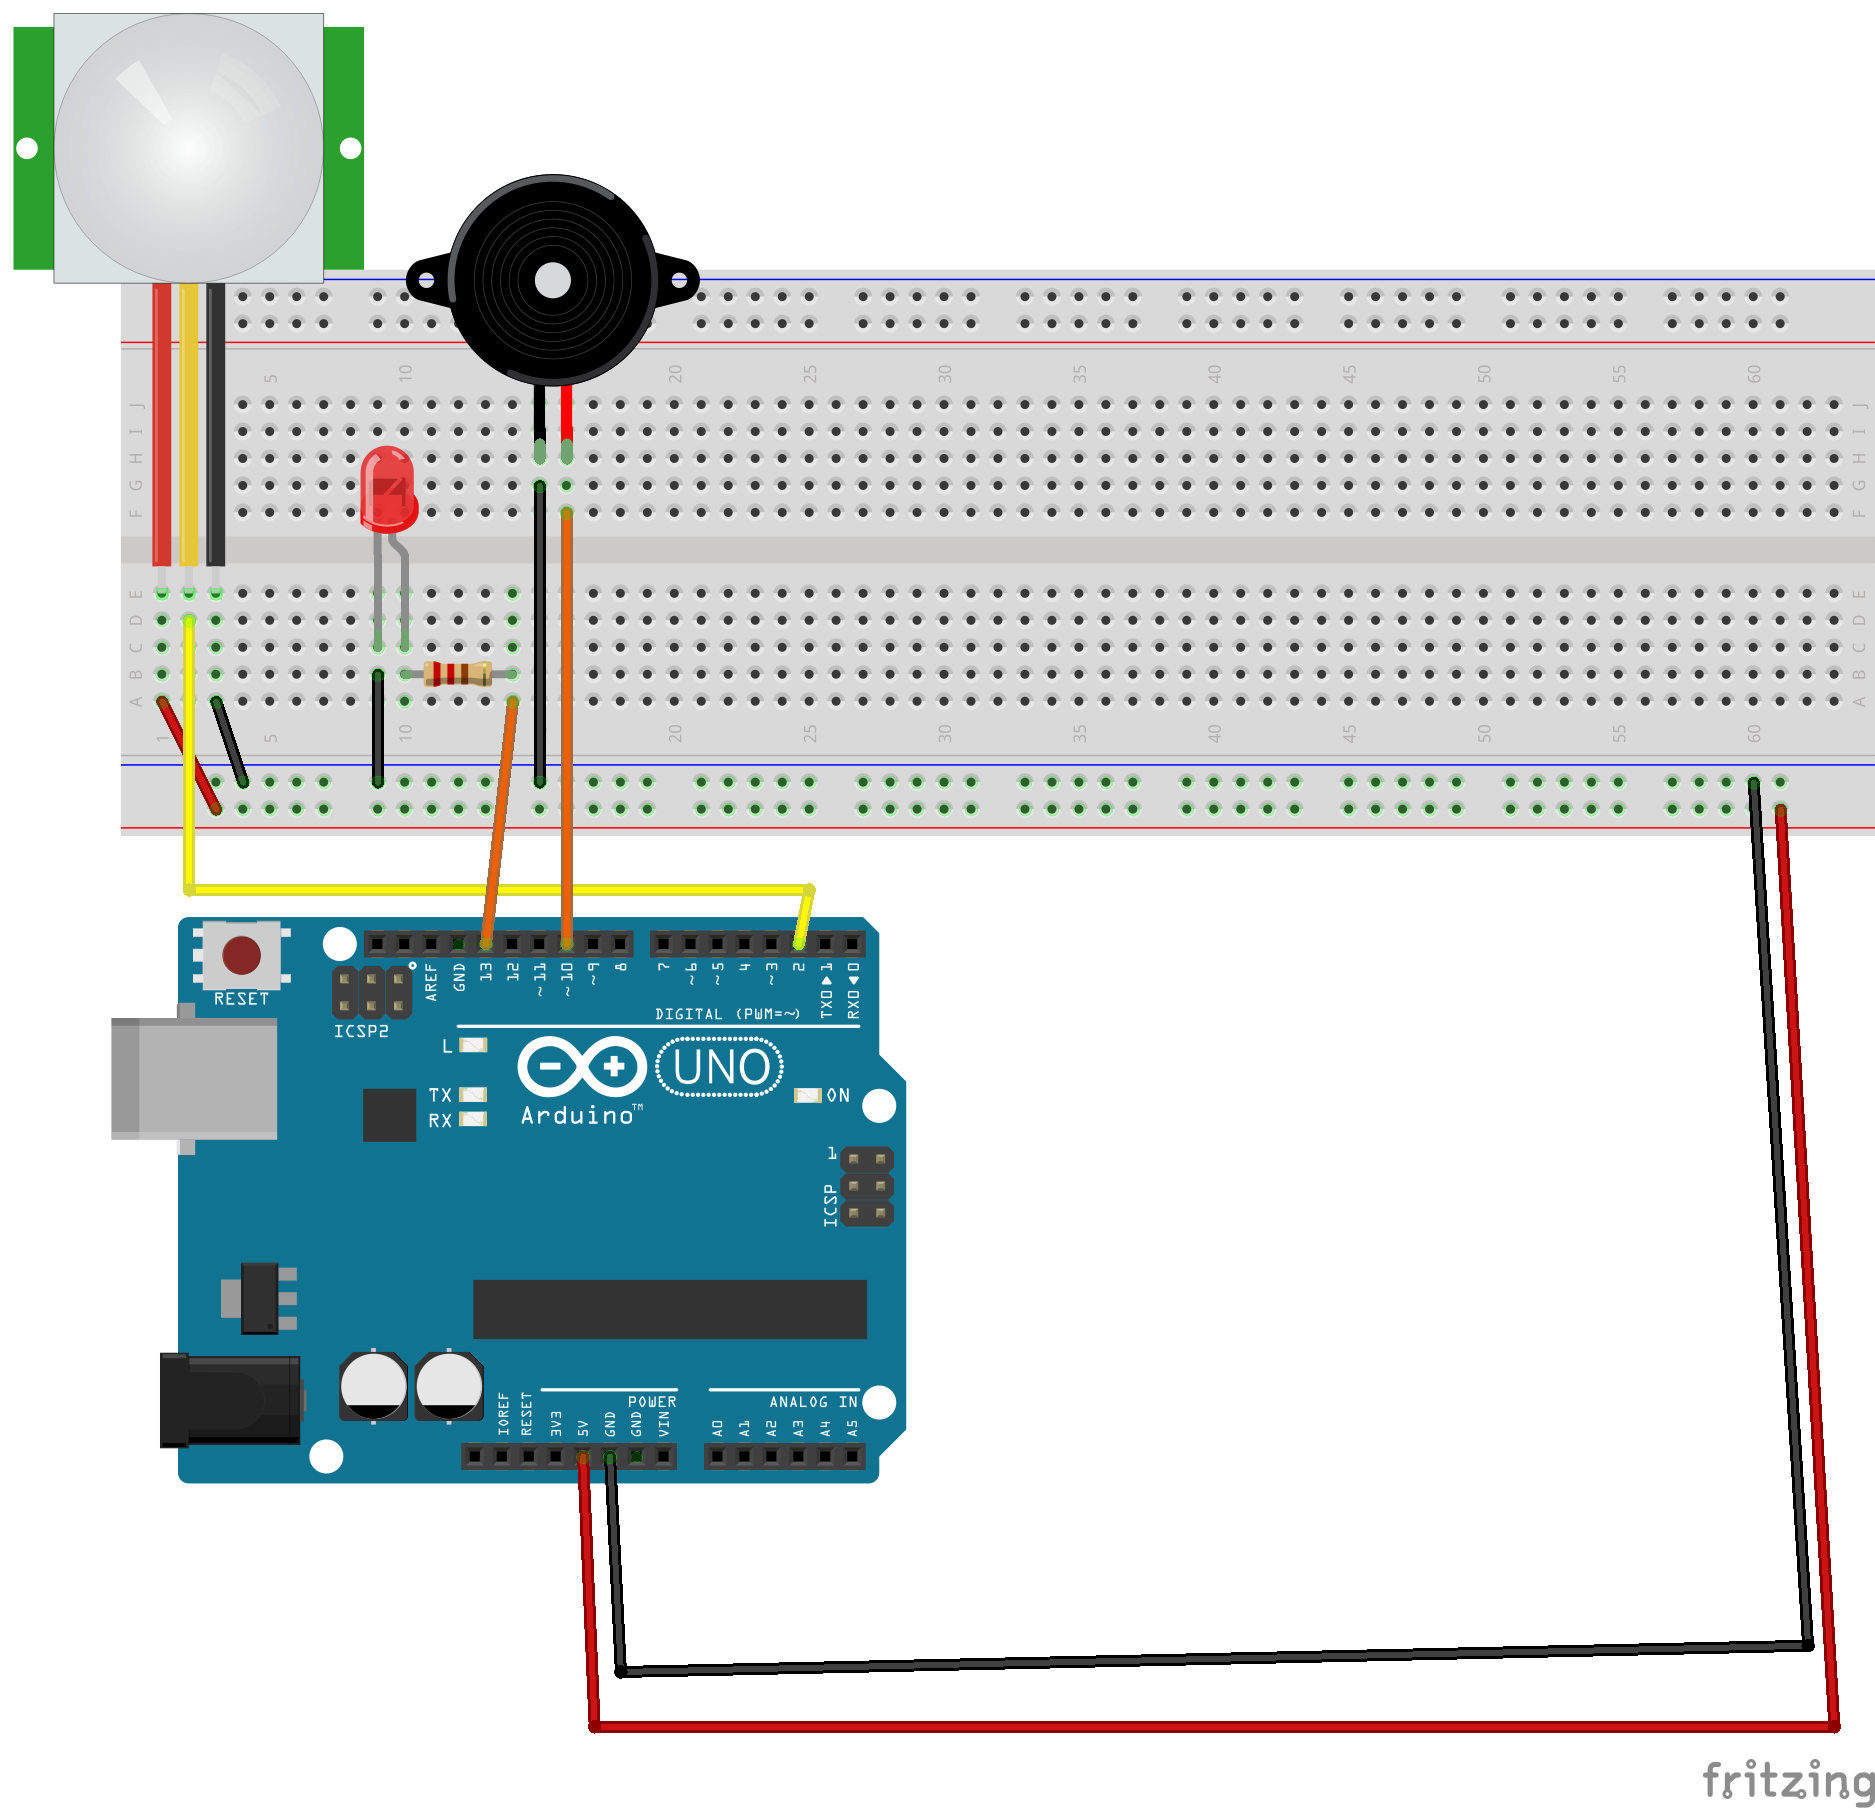 5 10 20 25 30 35 40 45 50 55 60
J J
I I
H H
G G
F F
E E
D D
C C
B B
A A
1 5 10 20 25 30 35 40 45 50 55 60
RESET
AREF GND 13 12 ~11 ~10 ~9 8 7 ~6 ~5 4 ~3 2 TX0▶1 RX0◀0
ICSP2
DIGITAL (PWM=~)
L
TX
RX
UNO
ON
Arduino™
1
ICSP
POWER
ANALOG IN
IOREF RESET 3V3 5V GND GND VIN A0 A1 A2 A3 A4 A5
fritzing